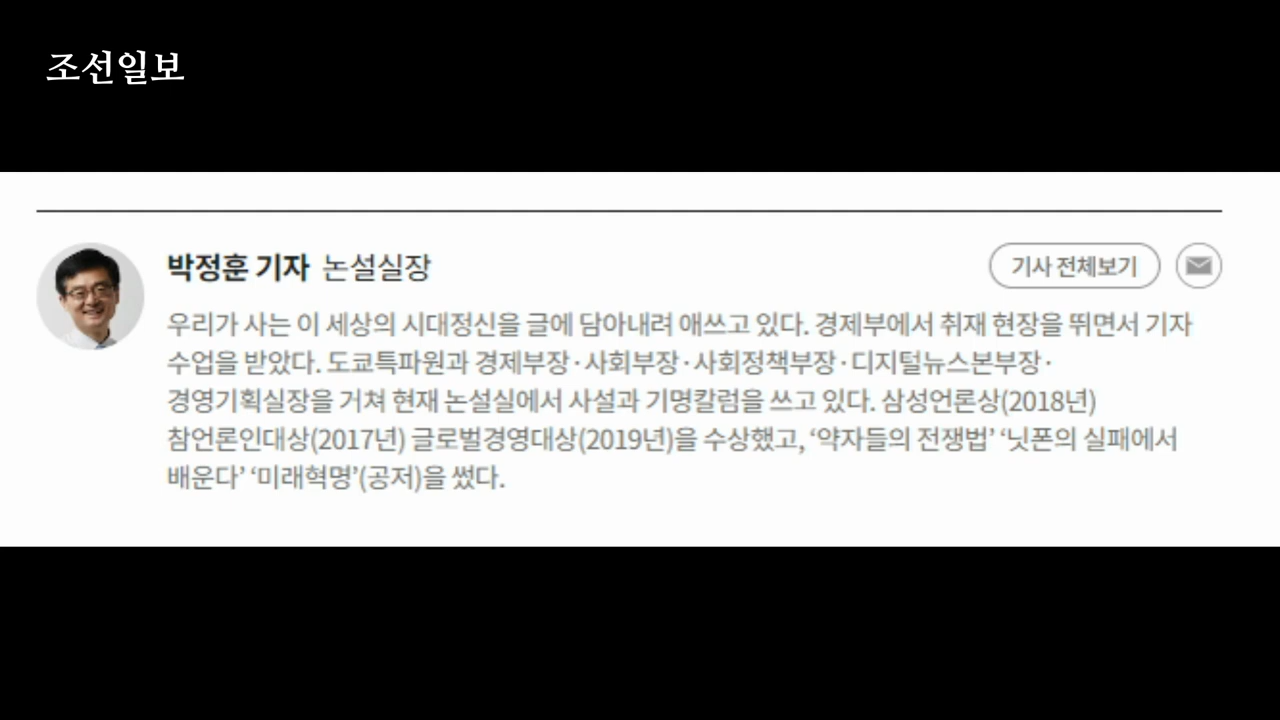 조선일보
박정훈 기자 논설실장
기사 전체보기
우리가 사는 이 세상의 시대정신을 글에 담아내려 애쓰고 있다. 경제부에서 취재 현장을 뛰면서 기자
수업을 받았다. 도쿄특파원과 경제부장·사회부장·사회정책부장·디지털뉴스본부장·
경영기획실장을 거쳐 현재 논설실에서 사설과 기명칼럼을 쓰고 있다. 삼성언론상(2018년)
참언론인대상(2017년) 글로벌경영대상(2019년)을 수상했고, ‘약자들의 전쟁법’ ‘닛폰의 실패에서
배운다’ ‘미래혁명’(공저)을 썼다.